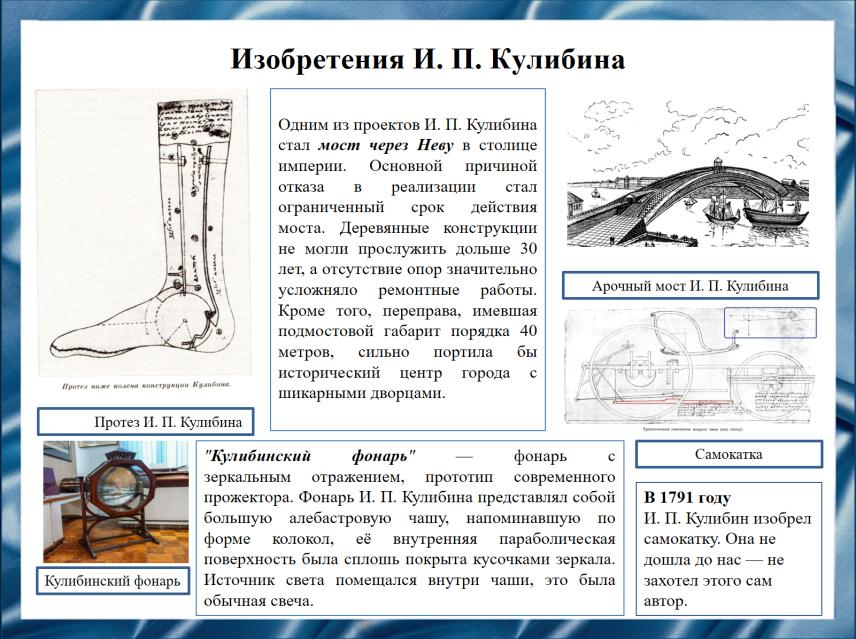 Изобретения И. П. Кулибина
Одним из проектов И. П. Кулибина
стал мост через Неву в столице
империи. Основной причиной
отказа в реализации стал
ограниченный срок действия
моста. Деревянные конструкции
не могли прослужить дольше 30
лет, а отсутствие опор значительно
усложняло ремонтные работы.
Кроме того, переправа, имевшая
подмостовой габарит порядка 40
метров, сильно портила бы
исторический центр города с
шикарными дворцами.
Арочный мост И. П. Кулибина
Протез ниже колена конструкции Кулибина.
Протез И. П. Кулибина
Самокатка
"Кулибинский фонарь" — фонарь с
зеркальным отражением, прототип современного
прожектора. Фонарь И. П. Кулибина представлял собой
большую алебастровую чашу, напоминавшую по
форме колокол, её внутренняя параболическая
поверхность была сплошь покрыта кусочками зеркала.
Источник света помещался внутри чаши, это была
обычная свеча.
Кулибинский фонарь
В 1791 году
И. П. Кулибин изобрел
самокатку. Она не
дошла до нас — не
захотел этого сам
автор.